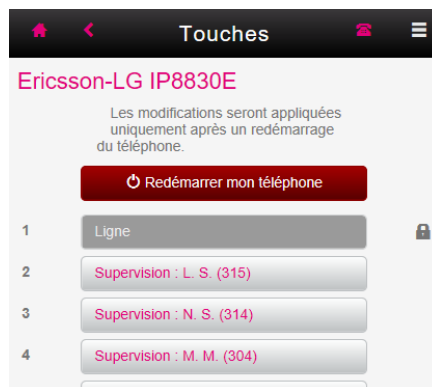 Touches
Ericsson-LG IP8830E
Les modifications seront appliquées
uniquement après un redémarrage
du téléphone.
Redémarrer mon téléphone
1 Ligne
2 Supervision : L. S. (315)
3 Supervision : N. S. (314)
4 Supervision : M. M. (304)